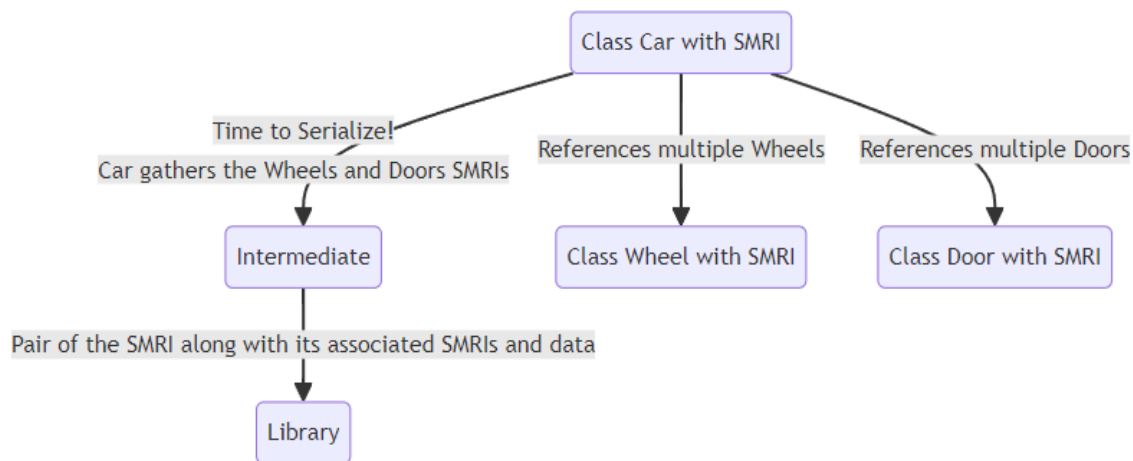 Class Car with SMRI
Time to Serialize!
Car gathers the Wheels and Doors SMRIs
References multiple Wheels
References multiple Doors
Intermediate
Class Wheel with SMRI
Class Door with SMRI
Pair of the SMRI along with its associated SMRIs and data
Library